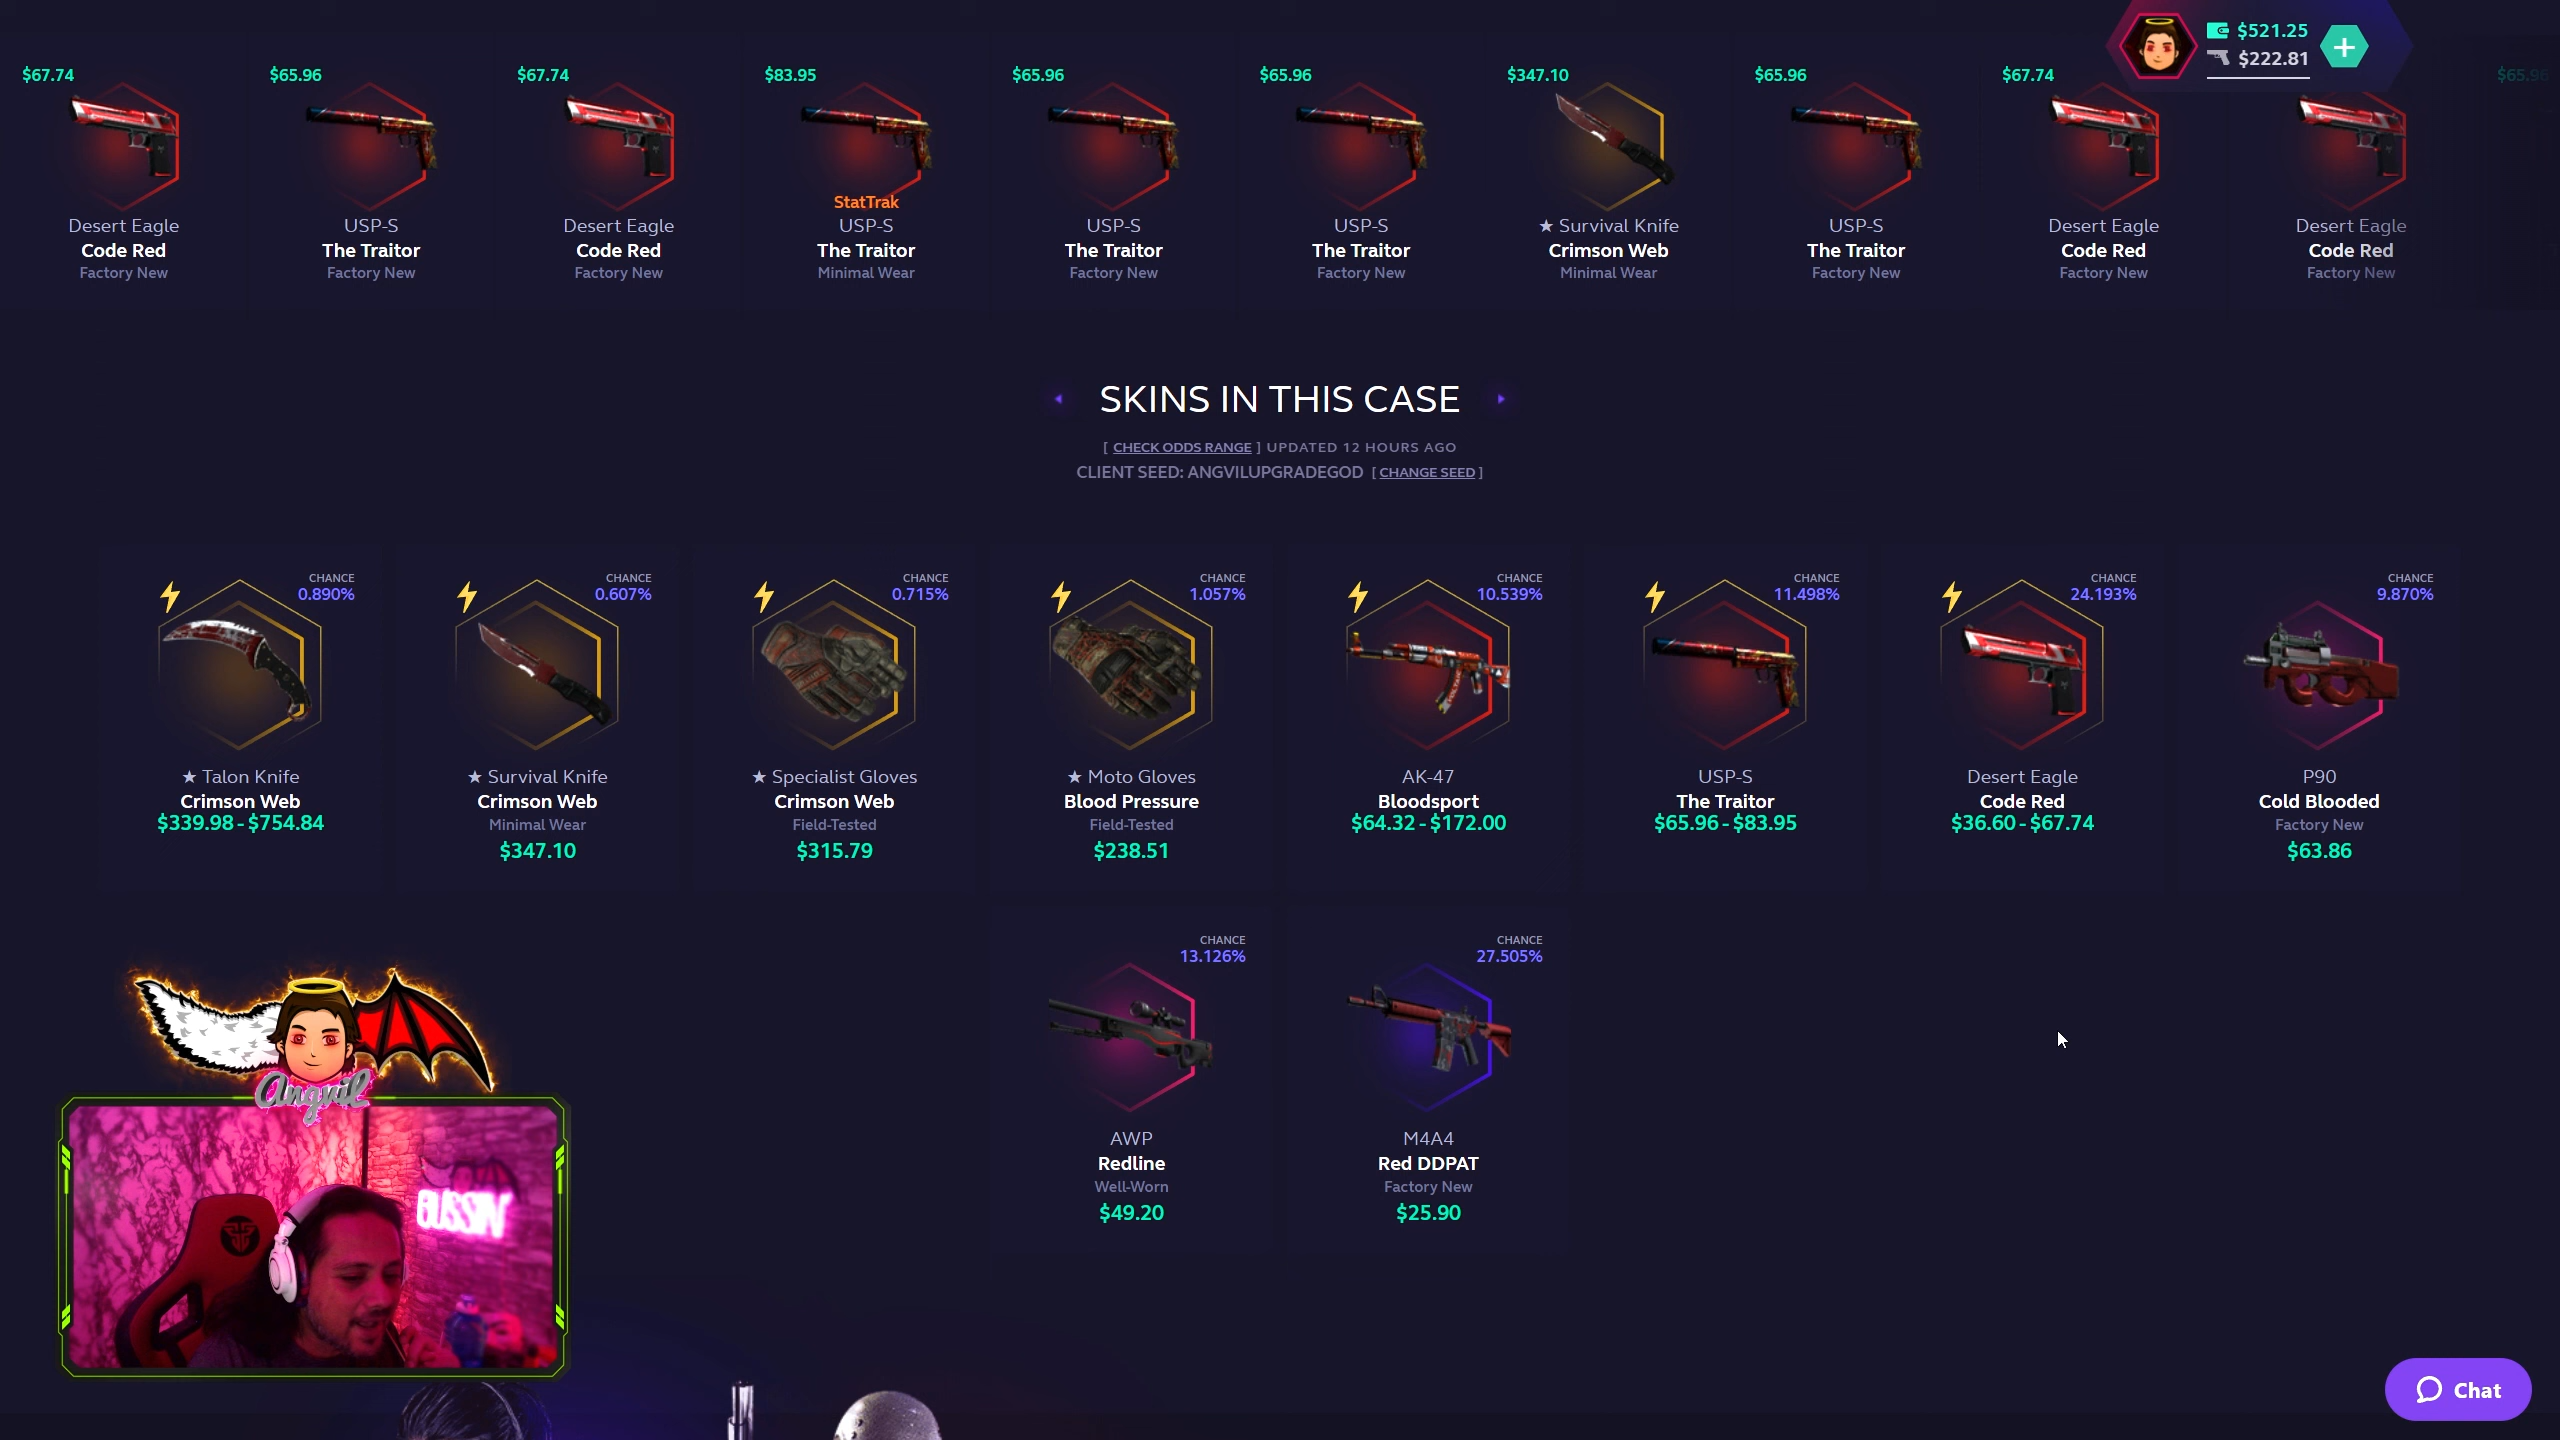 $521.25
$222.81
$67.74
Desert Eagle
Code Red
Factory New
$65.96
USP-S
The Traitor
Factory New
$67.74
Desert Eagle
Code Red
Factory New
$83.95
StatTrak
USP-S
The Traitor
Minimal Wear
$65.96
USP-S
The Traitor
Factory New
$65.96
USP-S
The Traitor
Factory New
$347.10
★ Survival Knife
Crimson Web
Minimal Wear
$65.96
USP-S
The Traitor
Factory New
$67.74
Desert Eagle
Code Red
Factory New
Desert Eagle
Code Red
Factory New
$65.96
SKINS IN THIS CASE
[ CHECK ODDS RANGE ] UPDATED 12 HOURS AGO
CLIENT SEED: ANGVILUPGRADEGOD [ CHANGE SEED ]
CHANCE
0.890%
★ Talon Knife
Crimson Web
$339.98 - $754.84
CHANCE
0.607%
★ Survival Knife
Crimson Web
Minimal Wear
$347.10
CHANCE
0.715%
★ Specialist Gloves
Crimson Web
Field-Tested
$315.79
CHANCE
1.057%
★ Moto Gloves
Blood Pressure
Field-Tested
$238.51
CHANCE
10.539%
AK-47
Bloodsport
$64.32 - $172.00
CHANCE
11.498%
USP-S
The Traitor
$65.96 - $83.95
CHANCE
24.193%
Desert Eagle
Code Red
$36.60 - $67.74
CHANCE
9.870%
P90
Cold Blooded
Factory New
$63.86
CHANCE
13.126%
AWP
Redline
Well-Worn
$49.20
CHANCE
27.505%
M4A4
Red DDPAT
Factory New
$25.90
Angvil
BUSSIN'
Chat